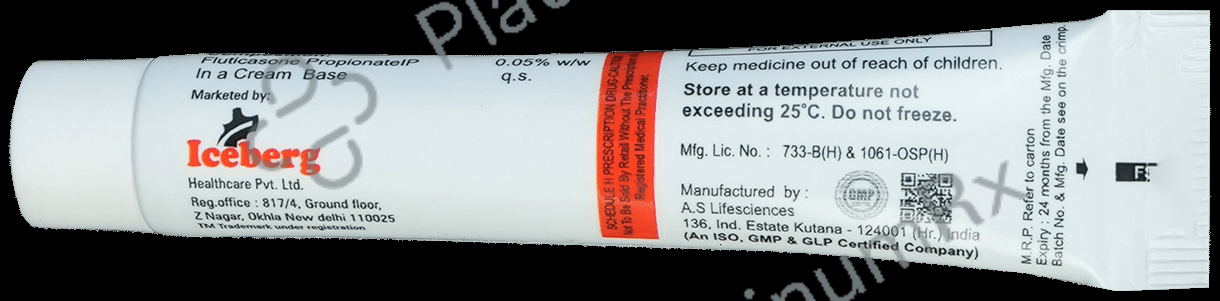 Fluticasone PropionateIP 0.05% w/w
In a Cream Base q.s.
Marketed by:
Iceberg
Healthcare Pvt. Ltd.
Reg.office : 817/4, Ground floor,
Z Nagar, Okhla New delhi 110025
TM Trademark under registration
SCHEDULE H PRESCRIPTION DRUG-CAUTION
Not To Be Sold By Retail Without The Prescription
Registered Medical Practitioner.
FOR EXTERNAL USE ONLY
Keep medicine out of reach of children.
Store at a temperature not
exceeding 25°C. Do not freeze.
Mfg. Lic. No. : 733-B(H) & 1061-OSP(H)
Manufactured by :
A.S Lifesciences
136, Ind. Estate Kutana - 124001 (Hr.) India
(An ISO, GMP & GLP Certified Company)
GMP
M.R.P. Refer to carton
Expiry : 24 months from the Mfg. Date
Batch No. & Mfg. Date see on the crimp.